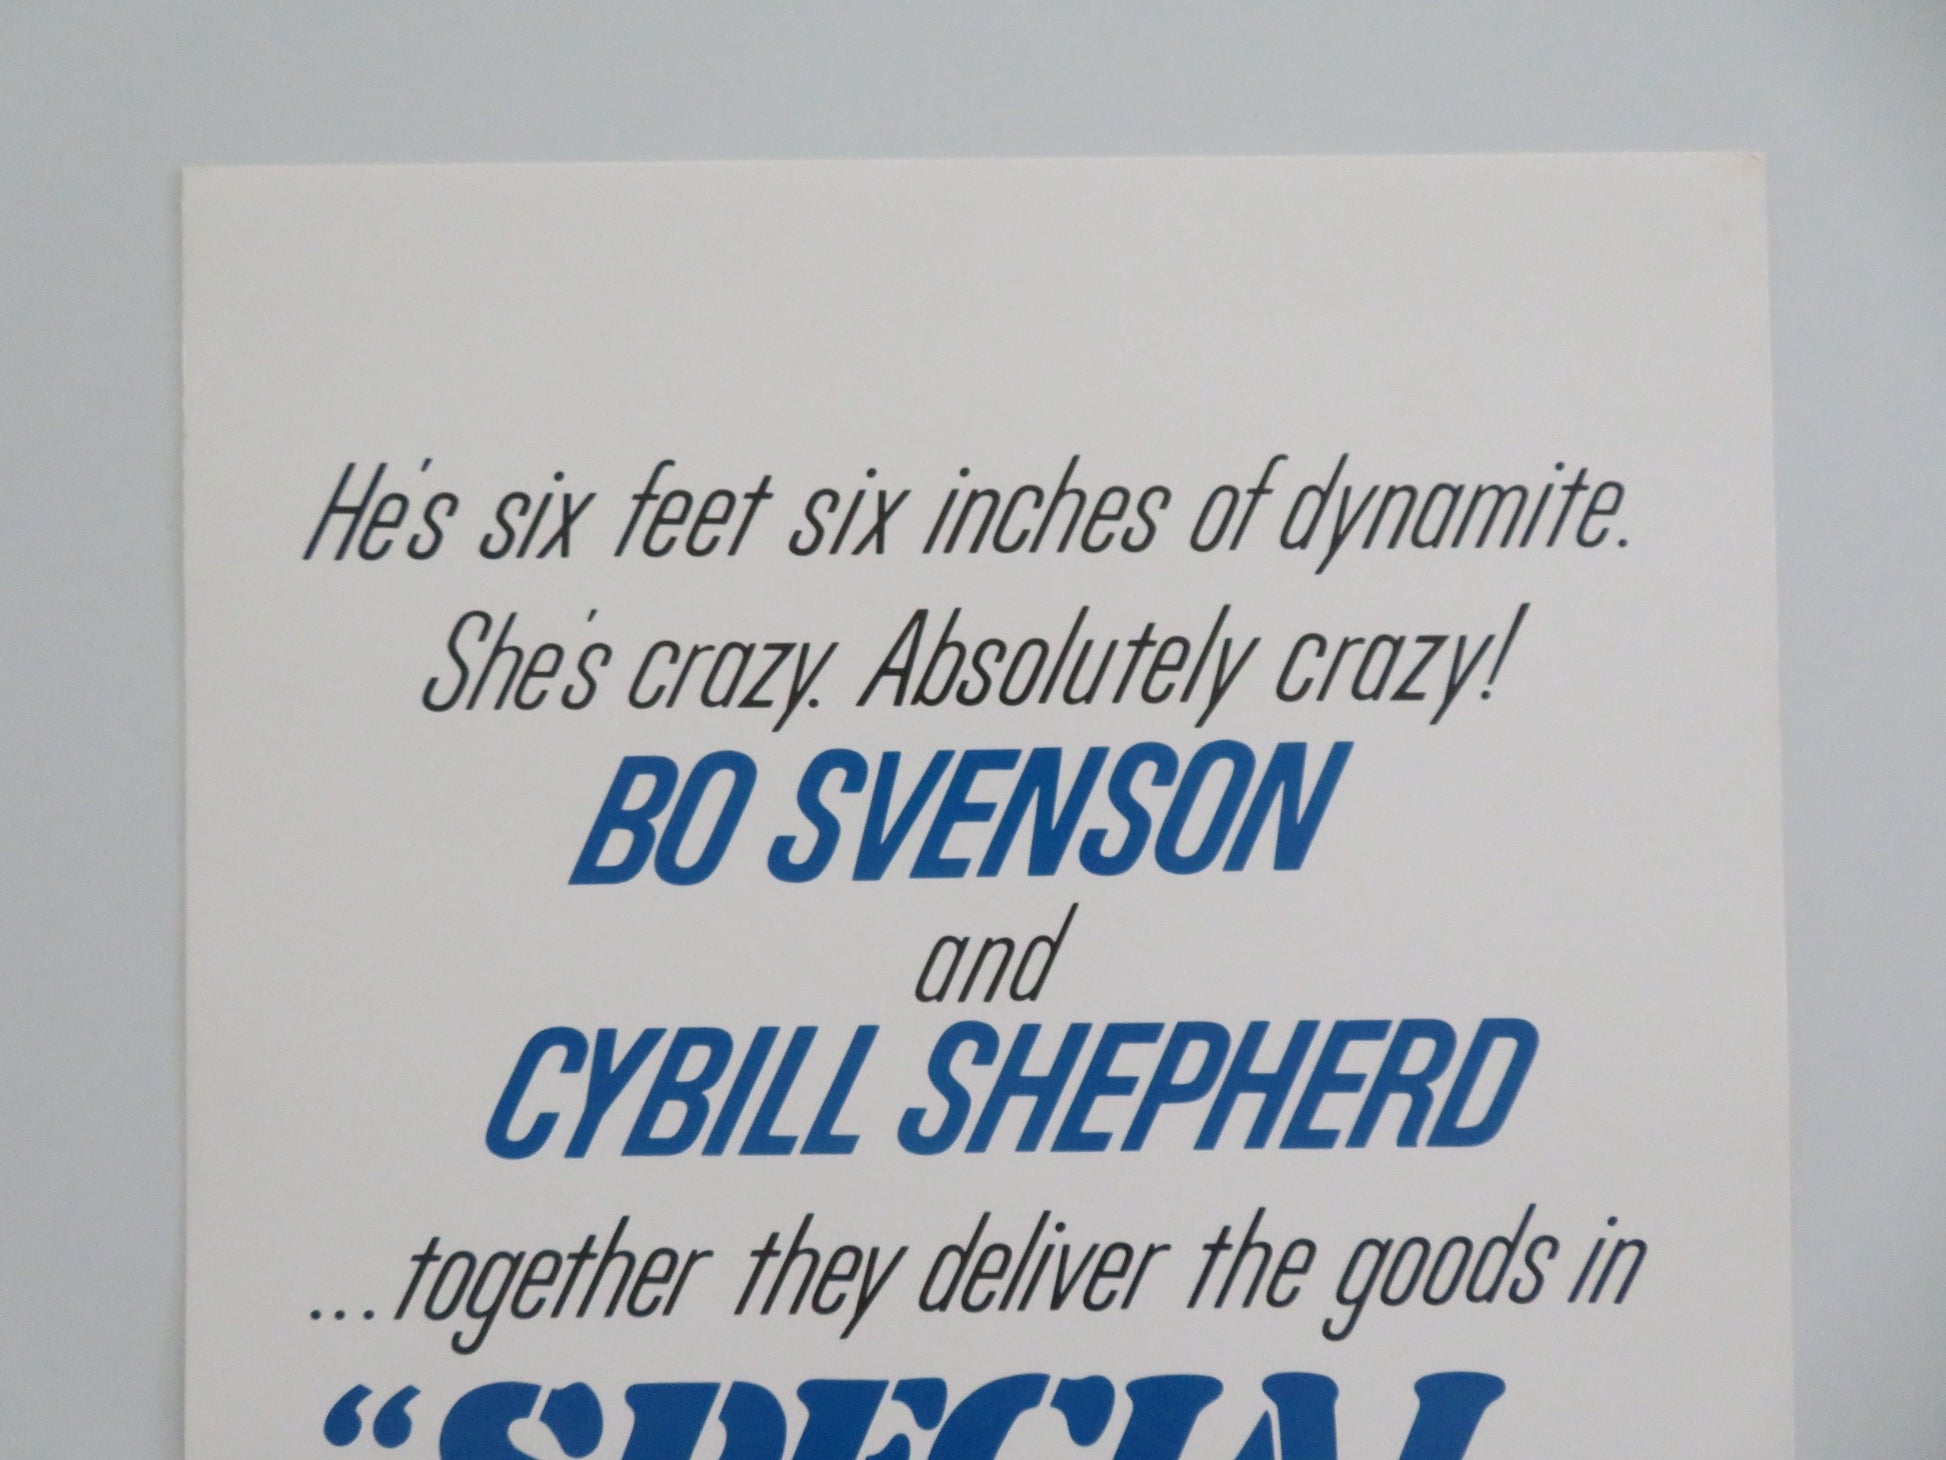 He's six feet six inches of dynamite.
She's crazy. Absolutely crazy!
BO SVENSON
and
CYBILL SHEPHERD
...together they deliver the goods in
“SPECIAL